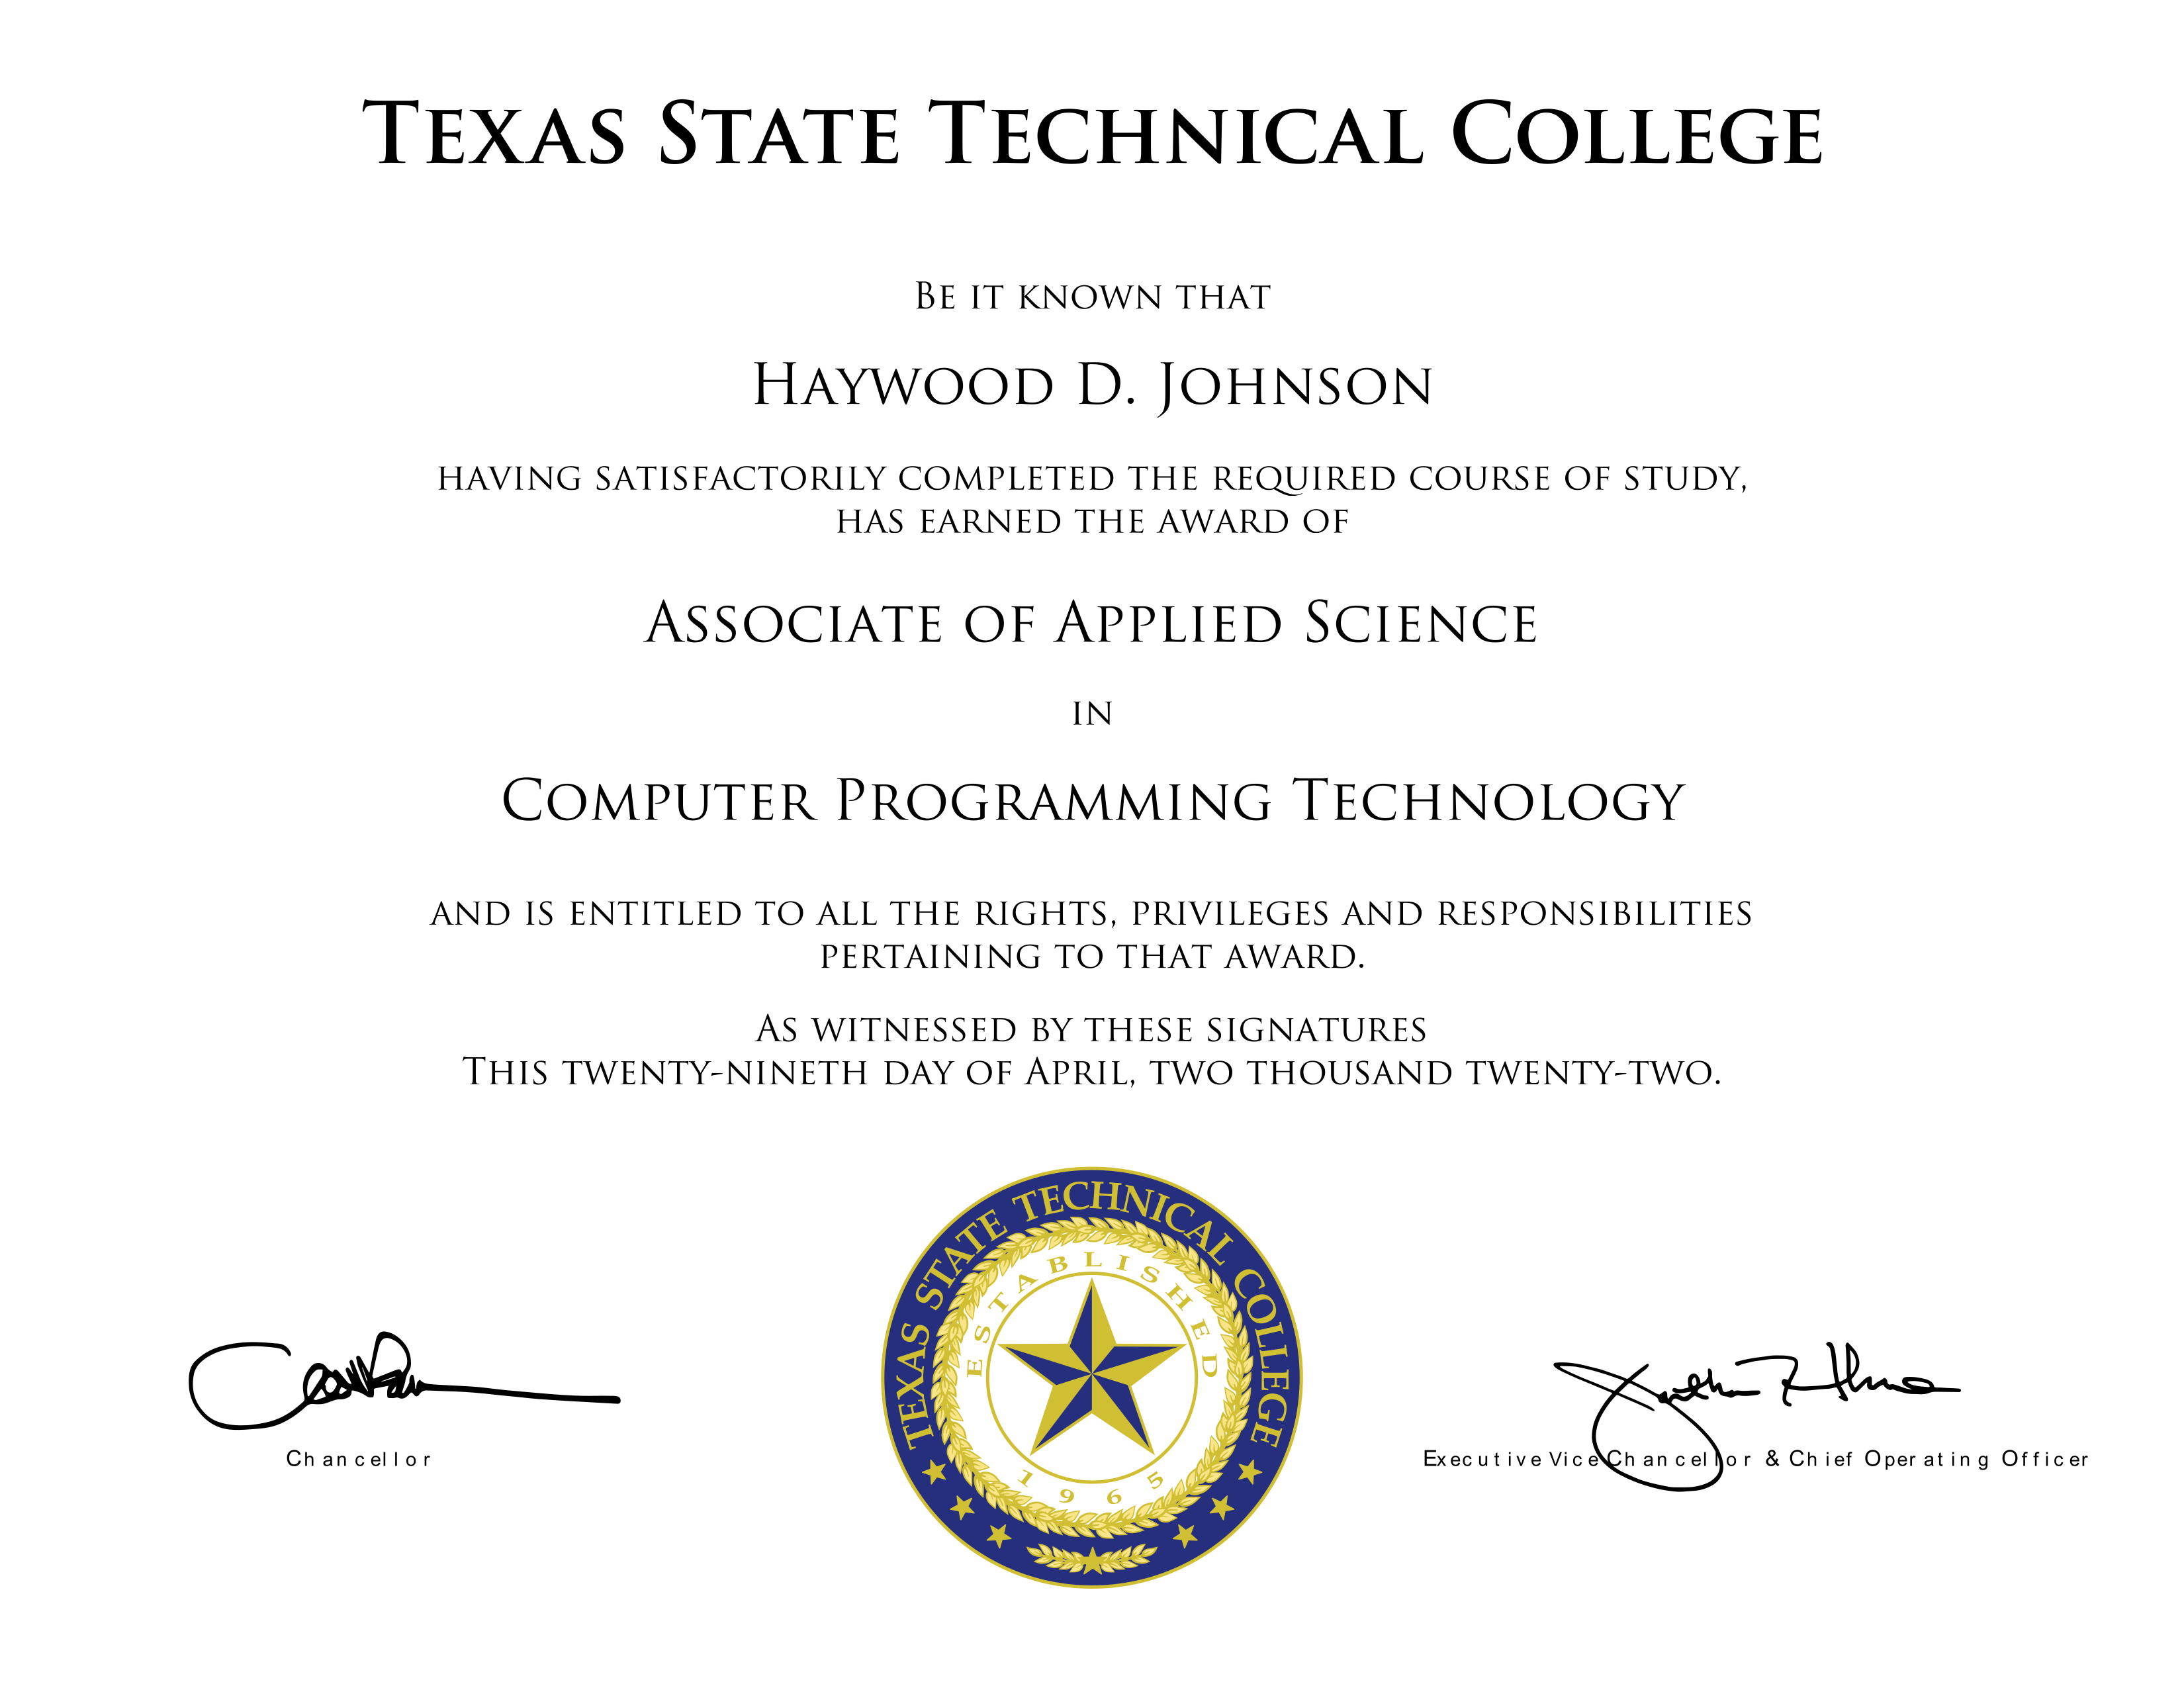 Texas State Technical College
Be it known that
Haywood D. Johnson
having satisfactorily completed the required course of study,
has earned the award of
Associate of Applied Science
in
Computer Programming Technology
and is entitled to all the rights, privileges and responsibilities
pertaining to that award.
As witnessed by these signatures
This twenty-nineth day of April, two thousand twenty-two.
TEXAS STATE TECHNICAL COLLEGE
ESTABLISHED
1965
Chancellor
Executive Vice Chancellor & Chief Operating Officer